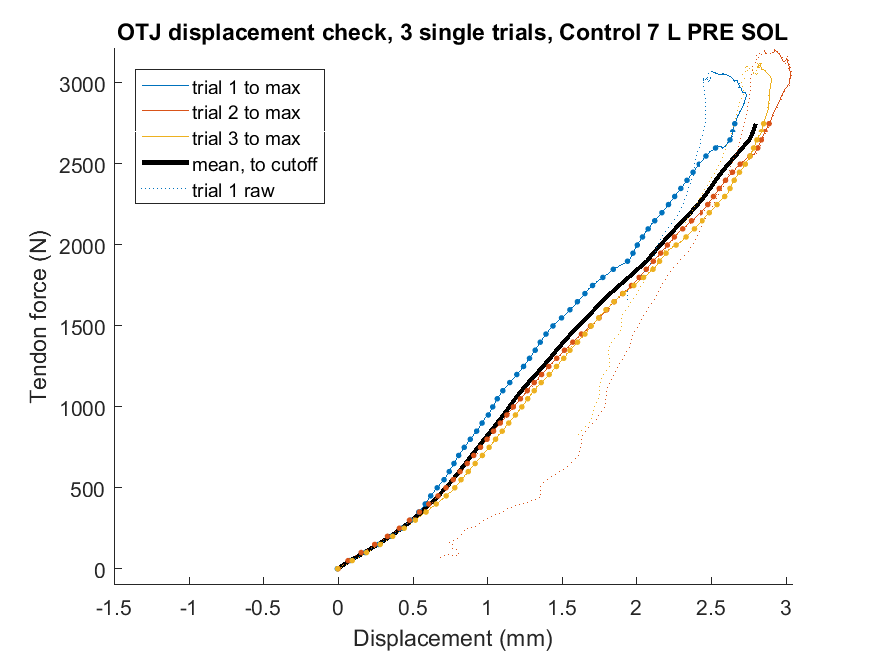 OTJ displacement check, 3 single trials, Control 7 L PRE SOL
trial 1 to max
trial 2 to max
trial 3 to max
mean, to cutoff
trial 1 raw
Tendon force (N)
3000
2500
2000
1500
1000
500
0
-1.5 -1 -0.5 0 0.5 1 1.5 2 2.5 3
Displacement (mm)